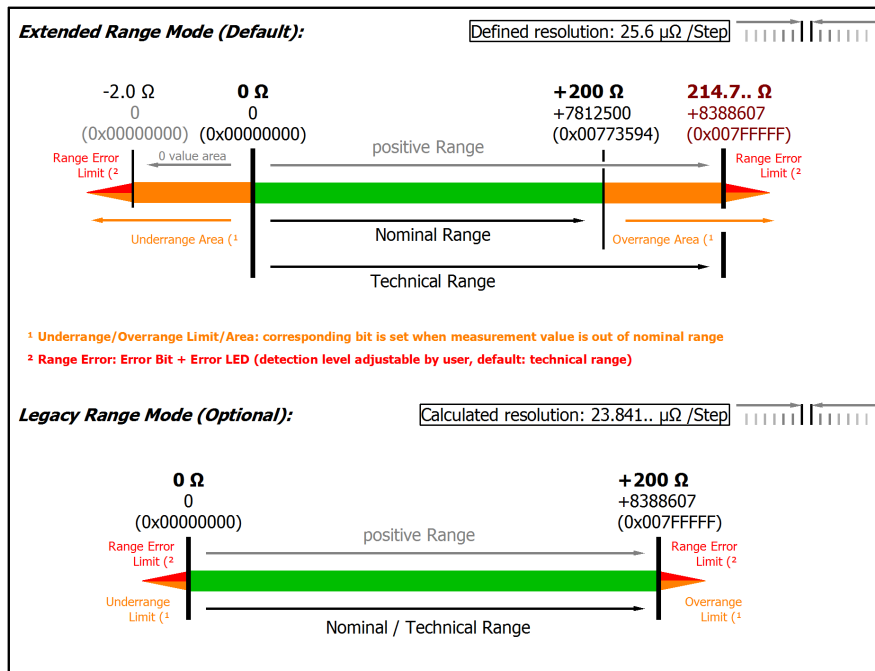 Extended Range Mode (Default):
Defined resolution: 25.6 µΩ /Step
-2.0 Ω
0
(0x00000000)
0 Ω
0
(0x00000000)
+200 Ω
+7812500
(0x00773594)
214.7.. Ω
+8388607
(0x007FFFFF)
Range Error
Limit (²
0 value area
positive Range
Range Error
Limit (²
Underrange Area (¹
Nominal Range
Overrange Area (¹
Technical Range
¹ Underrange/Overrange Limit/Area: corresponding bit is set when measurement value is out of nominal range
² Range Error: Error Bit + Error LED (detection level adjustable by user, default: technical range)
Legacy Range Mode (Optional):
Calculated resolution: 23.841.. µΩ /Step
0 Ω
0
(0x00000000)
+200 Ω
+8388607
(0x007FFFFF)
positive Range
Range Error
Limit (²
Range Error
Limit (²
Underrange
Limit (¹
Overrange
Limit (¹
Nominal / Technical Range